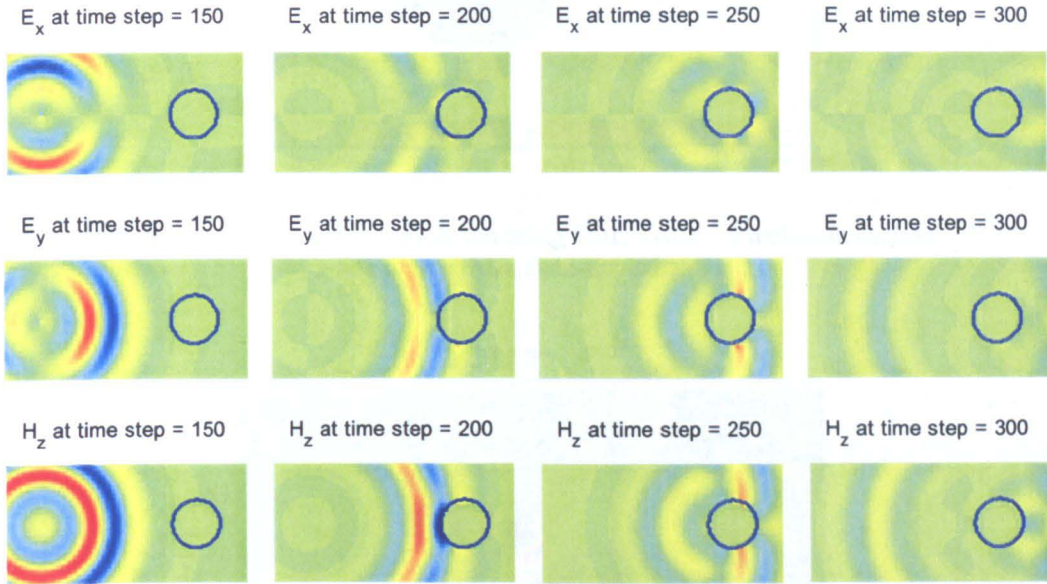 E_x at time step = 150
E_x at time step = 200
E_x at time step = 250
E_x at time step = 300
E_y at time step = 150
E_y at time step = 200
E_y at time step = 250
E_y at time step = 300
H_z at time step = 150
H_z at time step = 200
H_z at time step = 250
H_z at time step = 300